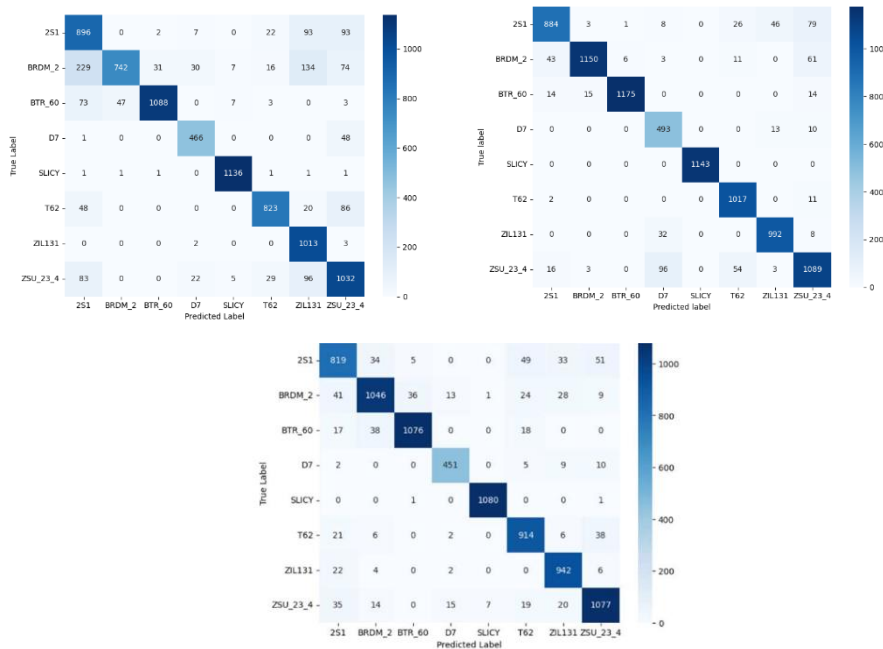 2S1 896 0 2 7 0 22 93 93
BRDM_2 229 742 31 30 7 16 134 74
BTR_60 73 47 1088 0 7 3 0 3
D7 1 0 0 466 0 0 0 48
SLICY 1 1 1 0 1136 1 1 1
T62 48 0 0 0 0 823 20 86
ZIL131 0 0 0 2 0 0 1013 3
ZSU_23_4 83 0 0 22 5 29 96 1032
2S1 BRDM_2 BTR_60 D7 SLICY T62 ZIL131 ZSU_23_4
Predicted Label
True Label
1000
800
600
400
200
0
2S1 884 3 1 8 0 26 46 79
BRDM_2 43 1150 6 3 0 11 0 61
BTR_60 14 15 1175 0 0 0 0 14
D7 0 0 0 493 0 0 13 10
SLICY 0 0 0 0 1143 0 0 0
T62 2 0 0 0 0 1017 0 11
ZIL131 0 0 0 32 0 0 992 8
ZSU_23_4 16 3 0 96 0 54 3 1089
2S1 BRDM_2 BTR_60 D7 SLICY T62 ZIL131 ZSU_23_4
Predicted label
True Label
1000
800
600
400
200
0
2S1 819 34 5 0 0 49 33 51
BRDM_2 41 1046 36 13 1 24 28 9
BTR_60 17 38 1076 0 0 18 0 0
D7 2 0 0 451 0 5 9 10
SLICY 0 0 1 0 1080 0 0 1
T62 21 6 0 2 0 914 6 38
ZIL131 22 4 0 2 0 0 942 6
ZSU_23_4 35 14 0 15 7 19 20 1077
2S1 BRDM_2 BTR_60 D7 SLICY T62 ZIL131 ZSU_23_4
Predicted Label
True Label
1000
800
600
400
200
0